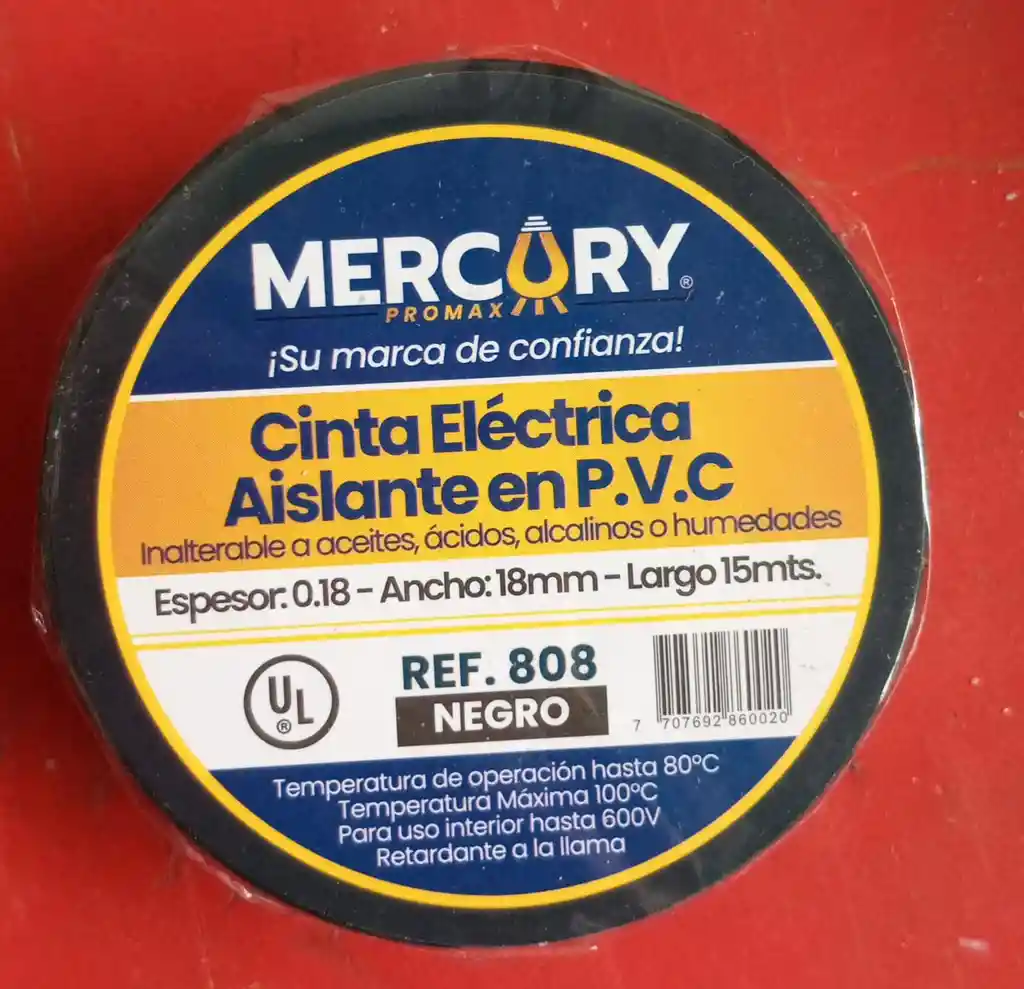 MERCURY®
PROMAX
¡Su marca de confianza!
Cinta Eléctrica
Aislante en P.V.C
Inalterable a aceites, ácidos, alcalinos o humedades
Espesor: 0.18 - Ancho: 18mm - Largo 15mts.
UL
®
REF. 808
NEGRO
7 707692 860020
Temperatura de operación hasta 80°C
Temperatura Máxima 100°C
Para uso interior hasta 600V
Retardante a la llama